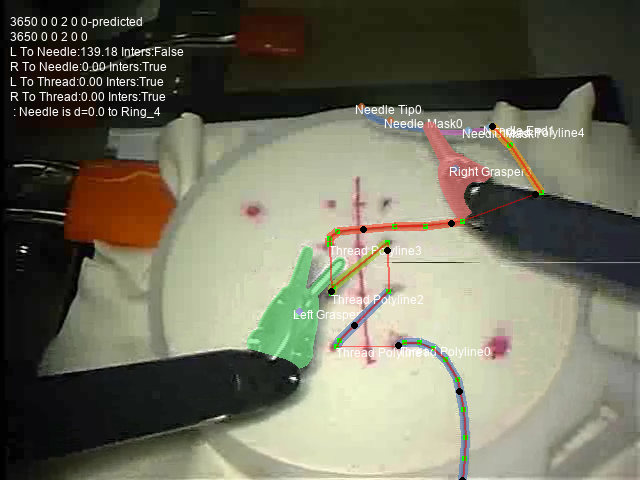 3650 0 0 2 0 0-predicted
3650 0 0 2 0 0
L To Needle:139.18 Inters:False
R To Needle:0.00 Inters:True
L To Thread:0.00 Inters:True
R To Thread:0.00 Inters:True
: Needle is d=0.0 to Ring_4
Needle Tip0
Needle Mask0
Polyline4
Right Grasper
Thread Polyline3
Thread Polyline2
Left Grasper
Thread Polyline
Thread Polyline0